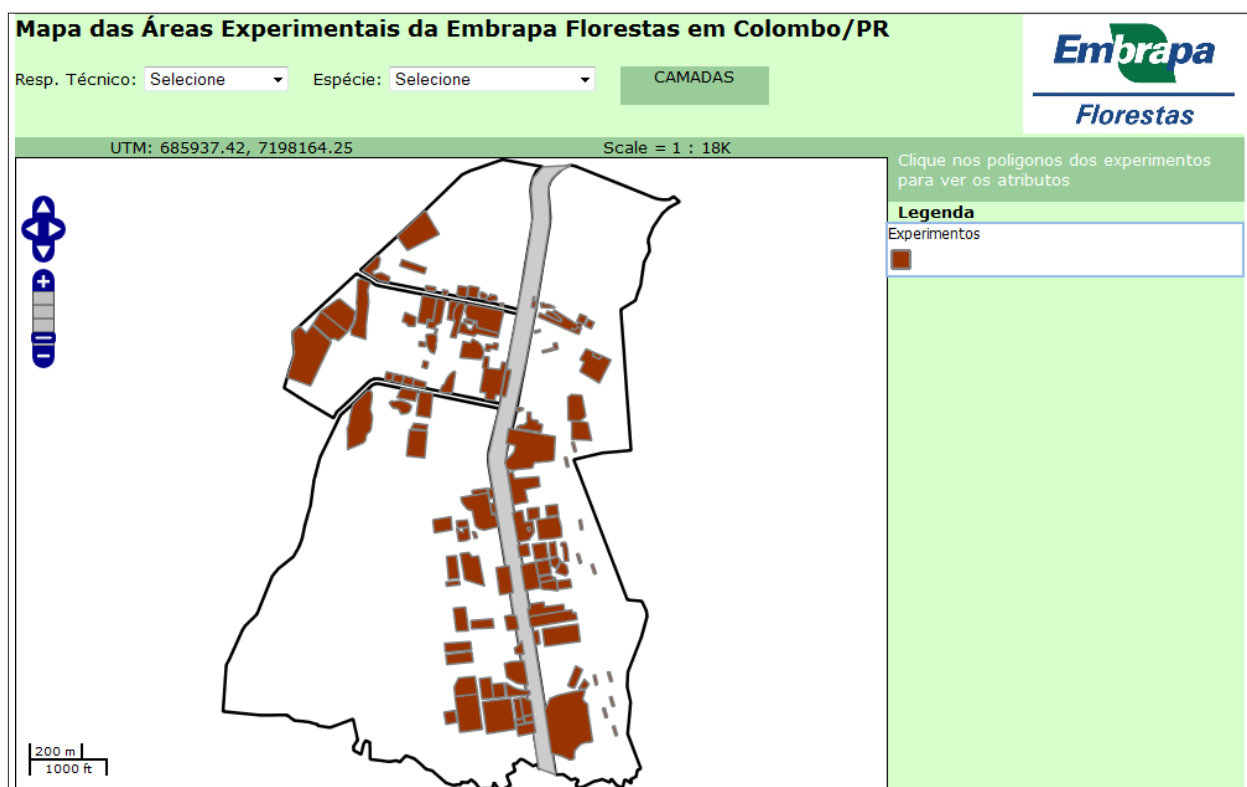 Mapa das Áreas Experimentais da Embrapa Florestas em Colombo/PR
Resp. Técnico: Selecione Espécie: Selecione CAMADAS
Embrapa
Florestas
UTM: 685937.42, 7198164.25 Scale = 1 : 18K
Clique nos poligonos dos experimentos
para ver os atributos
Legenda
Experimentos
200 m
1000 ft